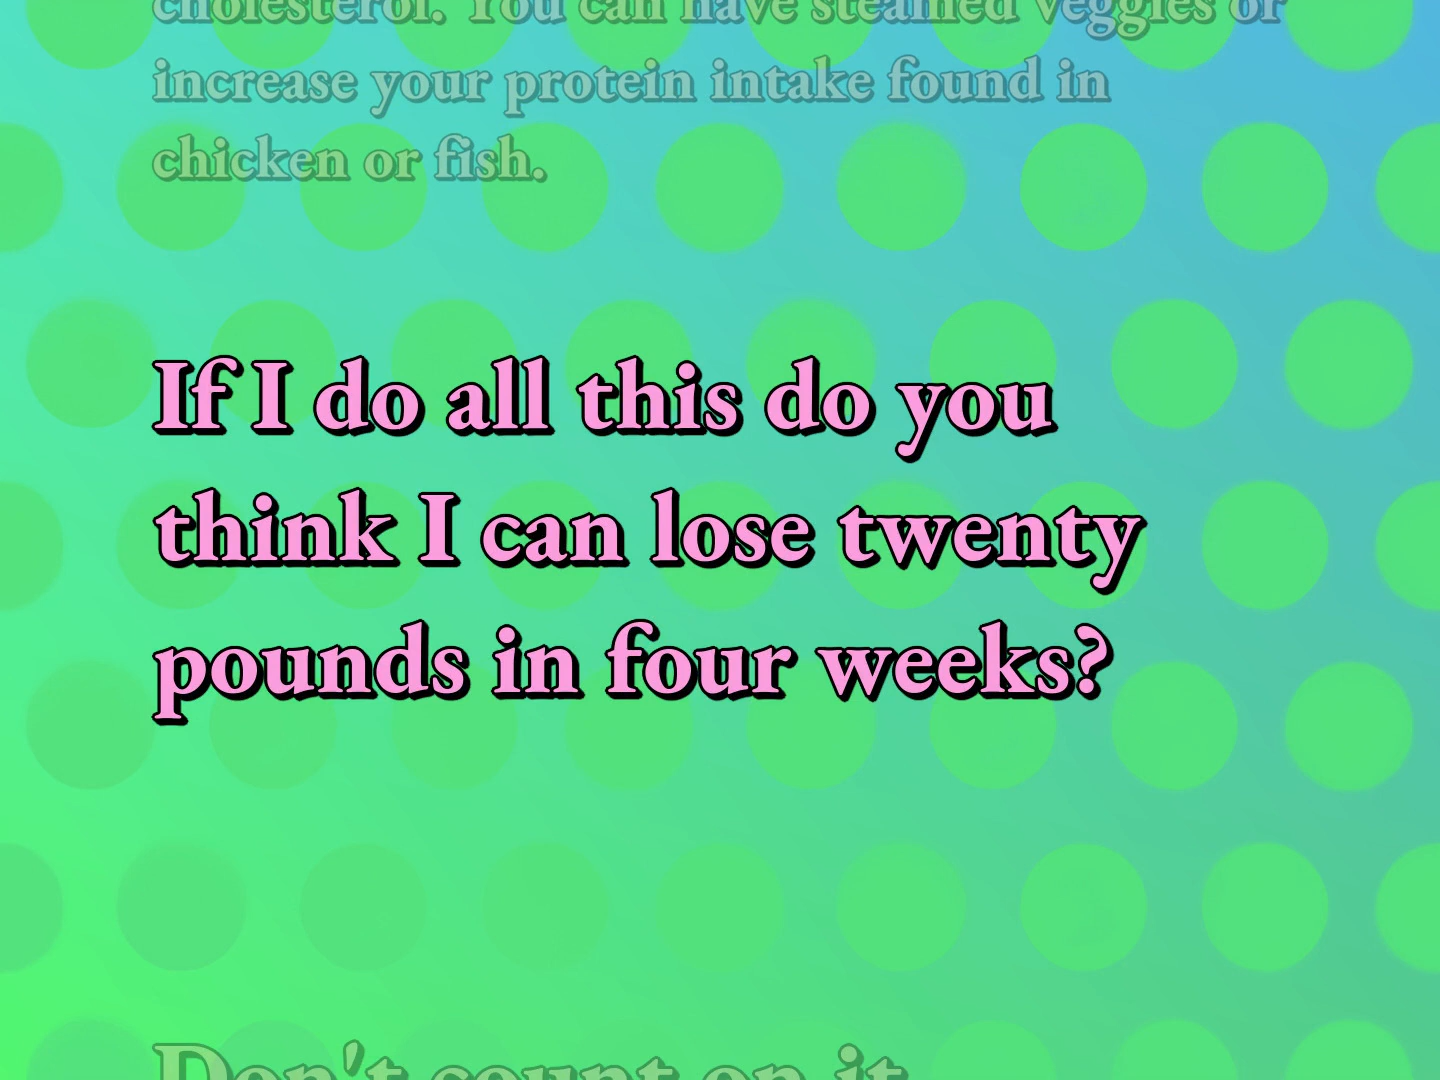 cholesterol. You can have steamed veggies or
increase your protein intake found in
chicken or fish.
If I do all this do you
think I can lose twenty
pounds in four weeks?
Don't count on it